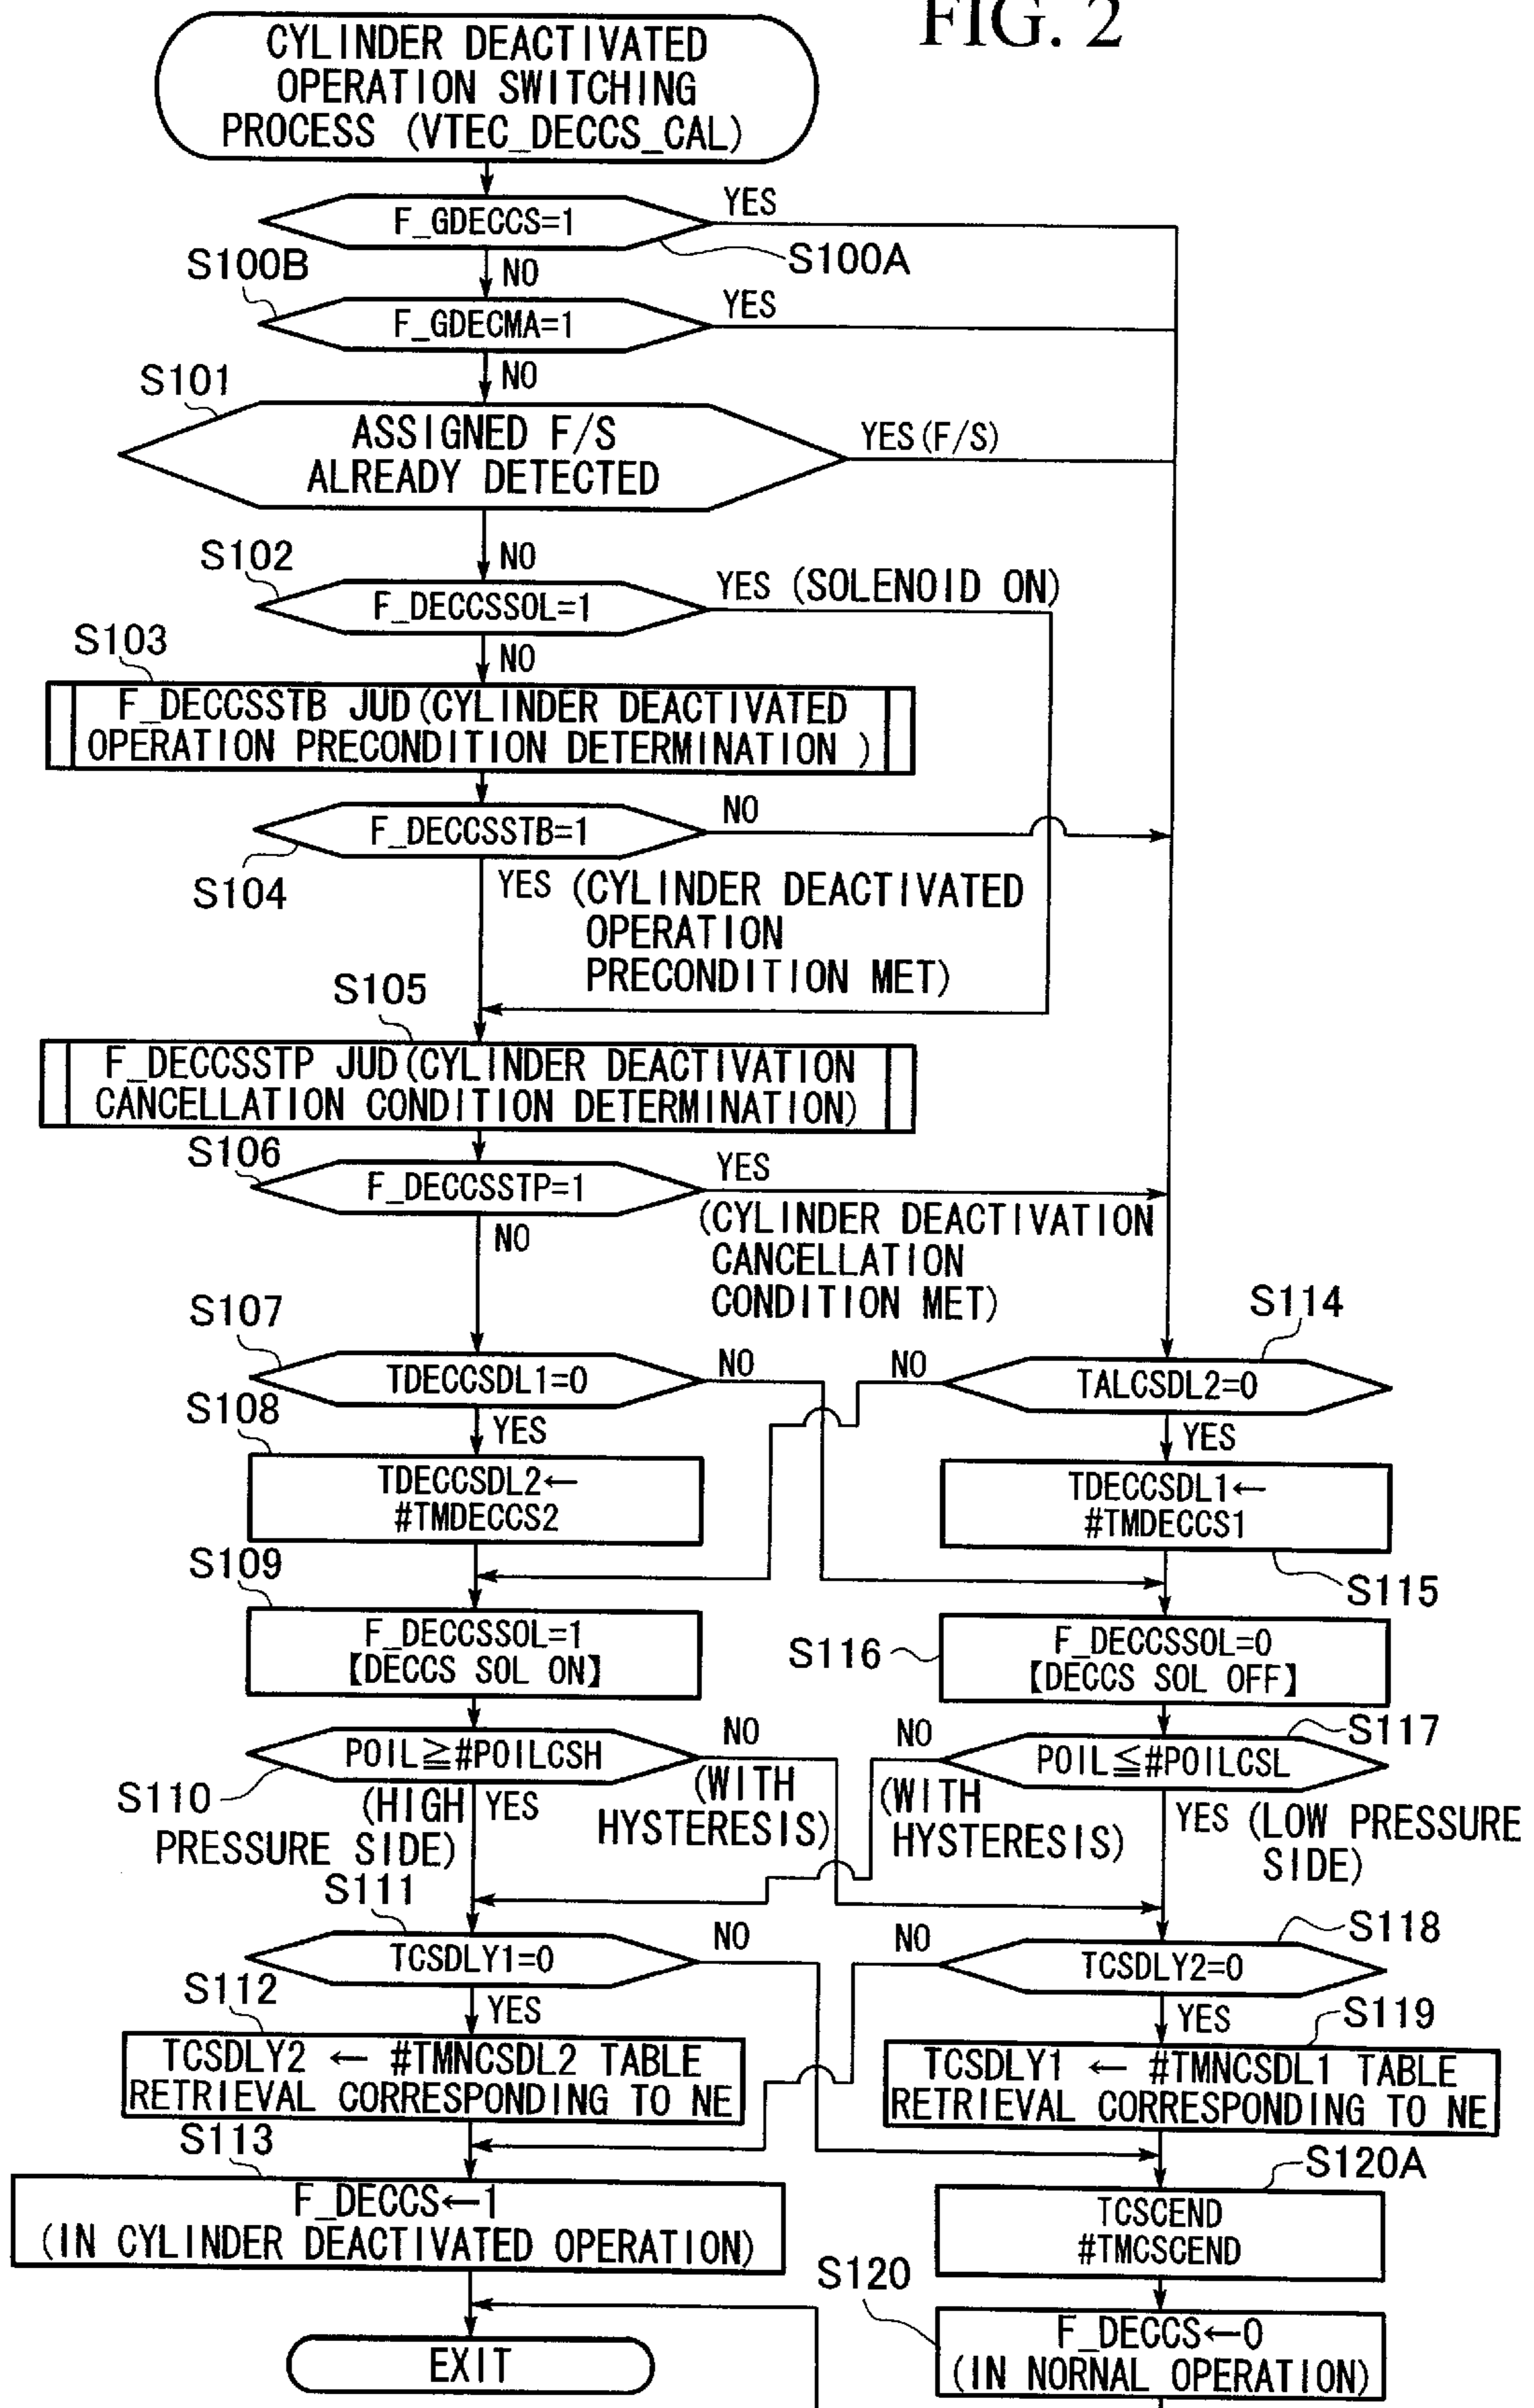 FIG. 2
CYLINDER DEACTIVATED
OPERATION SWITCHING
PROCESS (VTEC_DECCS_CAL)
F_GDECCS=1
YES
S100A
NO
S100B
F_GDECMA=1
YES
NO
S101
ASSIGNED F/S
ALREADY DETECTED
YES(F/S)
NO
S102
F_DECCSSOL=1
YES (SOLENOID ON)
NO
S103
F_DECCSSTB JUD(CYLINDER DEACTIVATED
OPERATION PRECONDITION DETERMINATION )
F_DECCSSTB=1
NO
S104
YES (CYLINDER DEACTIVATED
OPERATION
PRECONDITION MET)
S105
F_DECCSSTP JUD(CYLINDER DEACTIVATION
CANCELLATION CONDITION DETERMINATION)
S106
F_DECCSSTP=1
YES
(CYLINDER DEACTIVATION
CANCELLATION
CONDITION MET)
NO
S107
TDECCSDL1=0
NO
YES
S114
TALCSDL2=0
NO
YES
S108
TDECCSDL2←
#TMDECCS2
TDECCSDL1←
#TMDECCS1
S115
S109
F_DECCSSOL=1
【DECCS SOL ON】
S116
F_DECCSSOL=0
【DECCS SOL OFF】
S110
POIL≧#POILCSH
NO
(WITH
HYSTERESIS)
(HIGH
PRESSURE SIDE)
YES
S117
POIL≦#POILCSL
NO
(WITH
HYSTERESIS)
YES (LOW PRESSURE
SIDE)
S111
TCSDLY1=0
NO
YES
S118
TCSDLY2=0
NO
YES
S112
TCSDLY2 ← #TMNCSDL2 TABLE
RETRIEVAL CORRESPONDING TO NE
S119
TCSDLY1 ← #TMNCSDL1 TABLE
RETRIEVAL CORRESPONDING TO NE
S113
F_DECCS←1
(IN CYLINDER DEACTIVATED OPERATION)
S120A
TCSCEND
#TMCSCEND
S120
F_DECCS←0
(IN NORNAL OPERATION)
EXIT